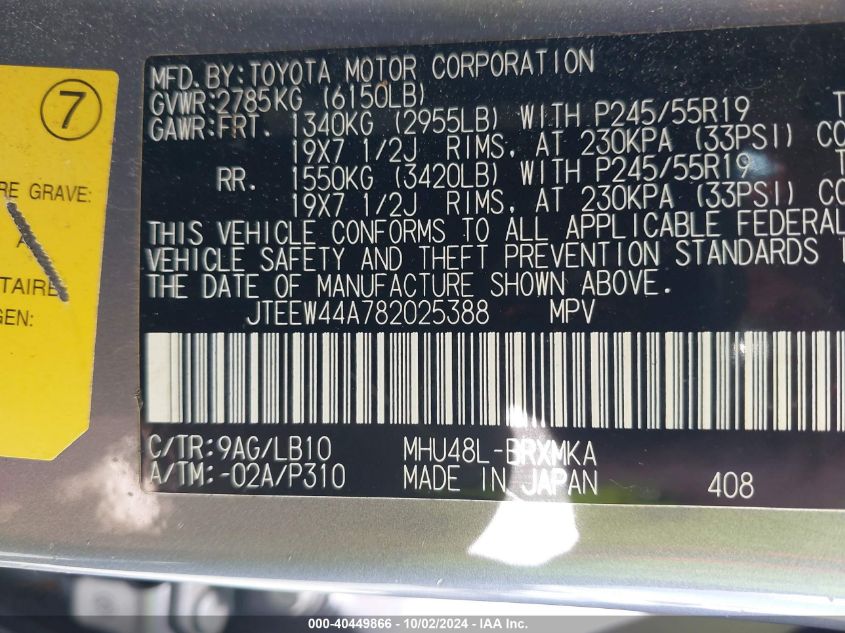 7
RE GRAVE:
A
TAIRE
GEN:
MFD. BY: TOYOTA MOTOR CORPORATION
GVWR: 2785KG (6150LB)
GAWR: FRT. 1340KG (2955LB) WITH P245/55R19 T
19X7 1/2J RIMS, AT 230KPA (33PSI) CO
RR. 1550KG (3420LB) WITH P245/55R19 T
19X7 1/2J RIMS, AT 230KPA (33PSI) CO
THIS VEHICLE CONFORMS TO ALL APPLICABLE FEDERAL
VEHICLE SAFETY AND THEFT PREVENTION STANDARDS I
THE DATE OF MANUFACTURE SHOWN ABOVE.
JTEEW44A782025388 MPV
C/TR: 9AG/LB10 MHU48L-BRXMKA
A/TM: -02A/P310 MADE IN JAPAN 408
000-40449866 - 10/02/2024 - IAA Inc.